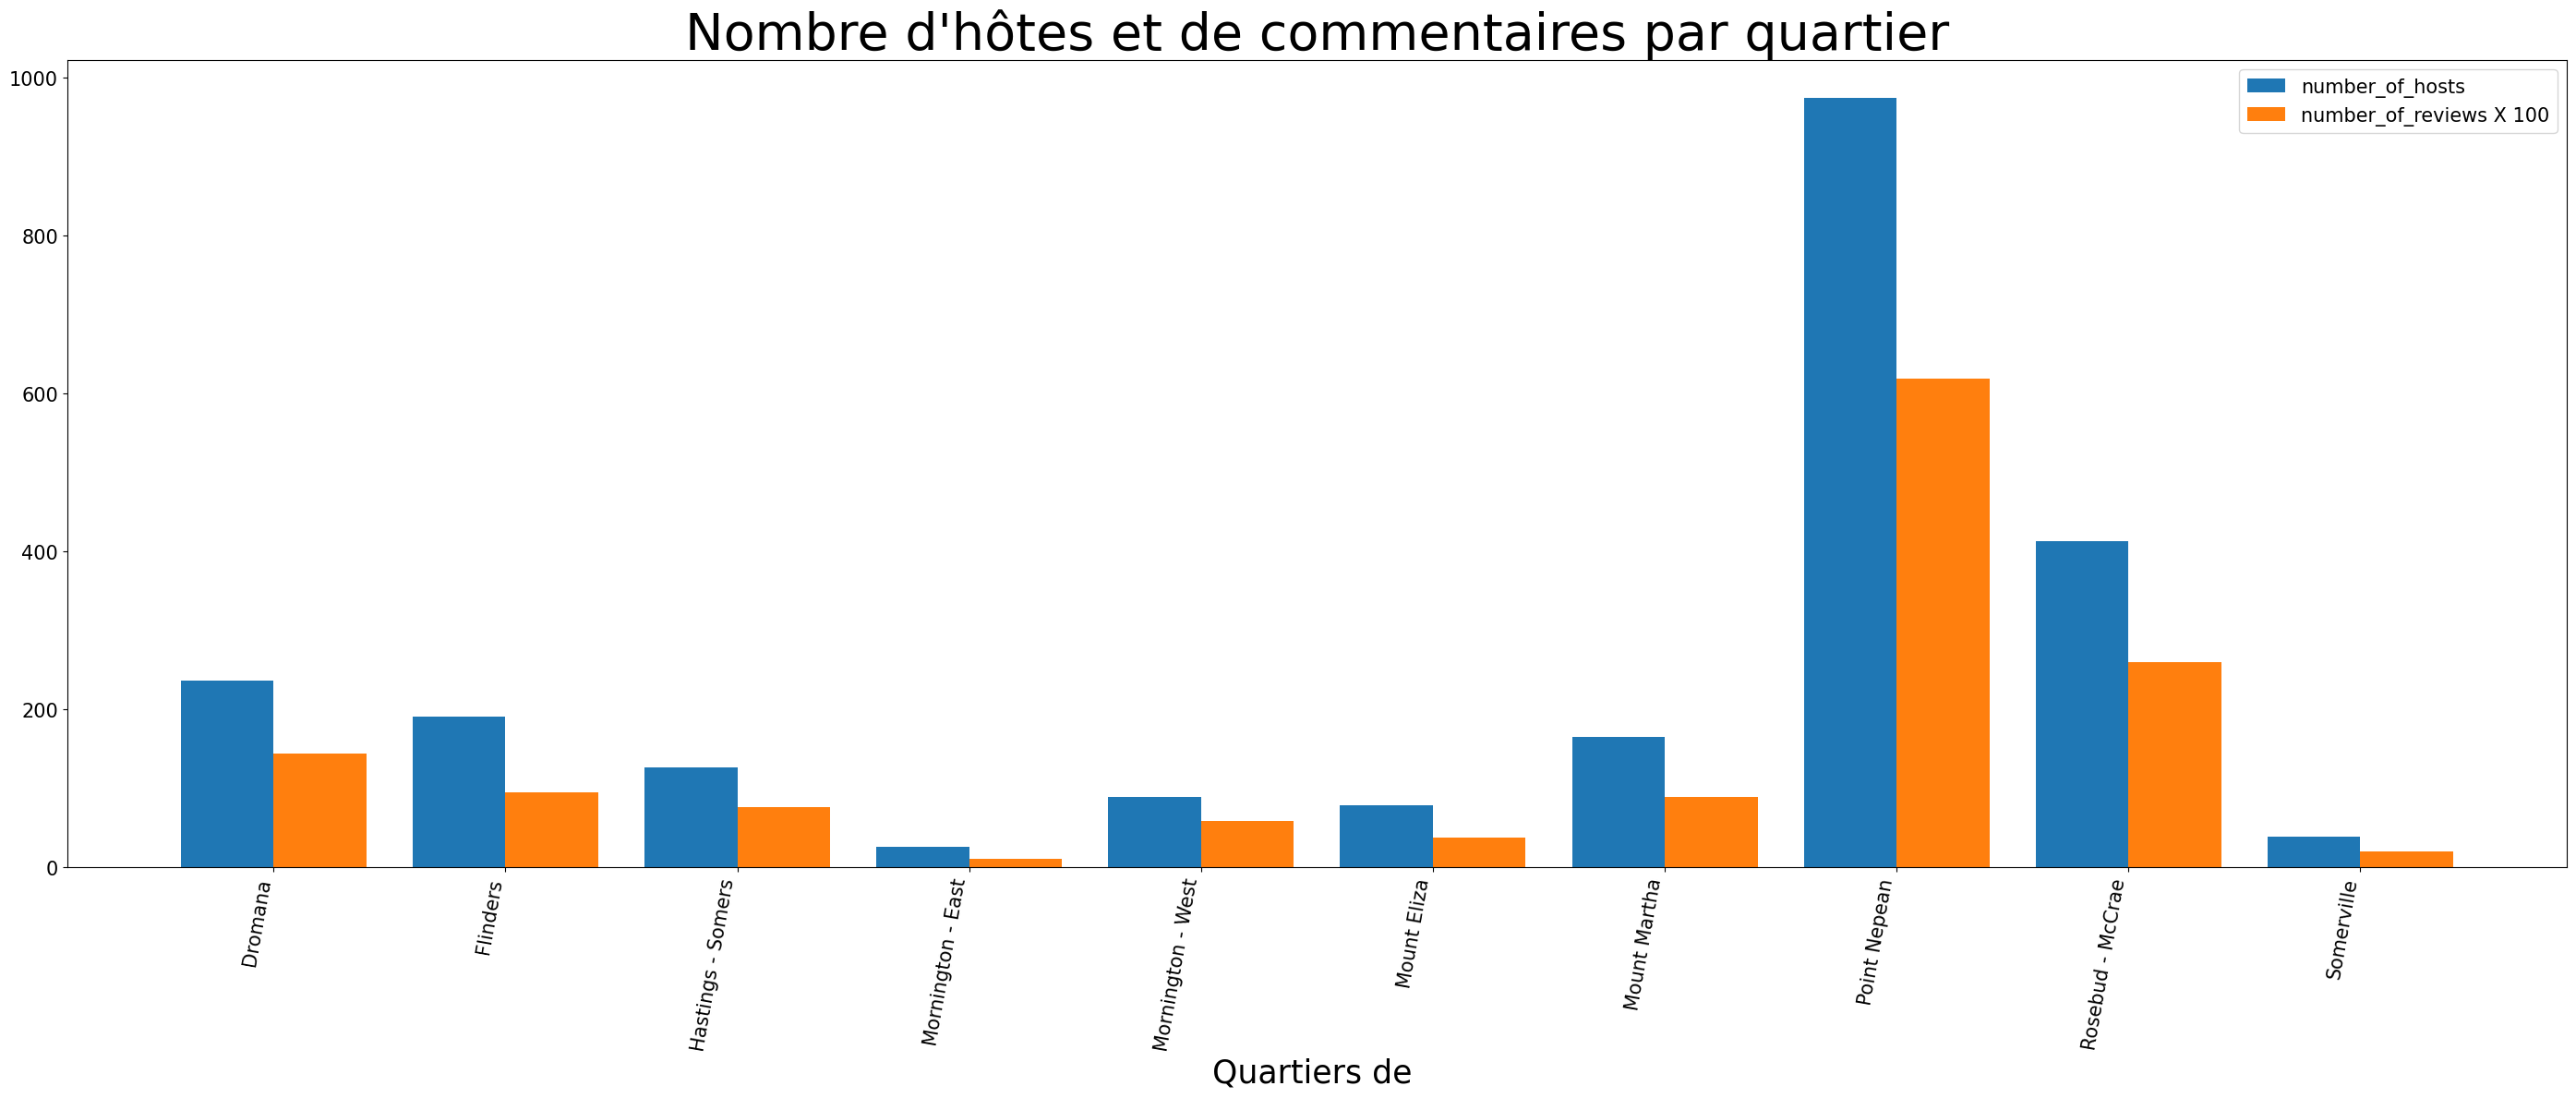 Nombre d'hôtes et de commentaires par quartier
number_of_hosts
number_of_reviews X 100
1000
800
600
400
200
0
Dromana
Flinders
Hastings - Somers
Mornington - East
Mornington - West
Mount Eliza
Mount Martha
Point Nepean
Rosebud - McCrae
Somerville
Quartiers de